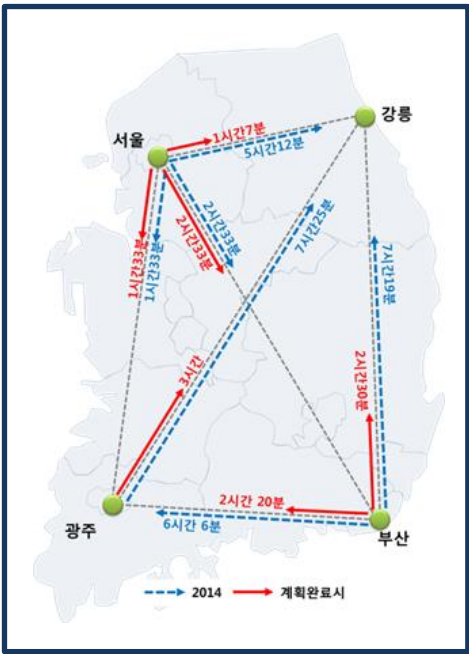 강릉
서울
1시간7분
5시간12분
2시간33분
2시간33분
1시간33분
1시간33분
7시간25분
7시간19분
3시간
2시간30분
2시간 20분
6시간 6분
광주
부산
2014
계획완료시